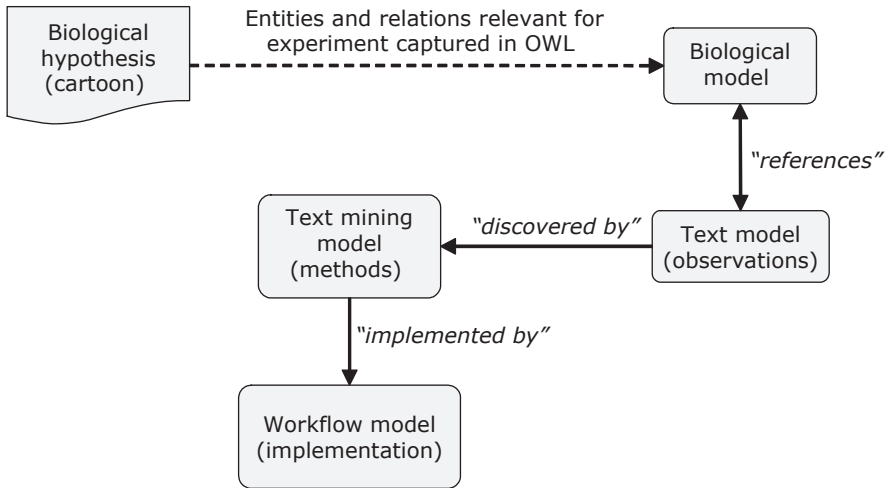 Biological
hypothesis
(cartoon)
Entities and relations relevant for
experiment captured in OWL
Biological
model
“references”
Text mining
model
(methods)
“discovered by”
Text model
(observations)
“implemented by”
Workflow model
(implementation)